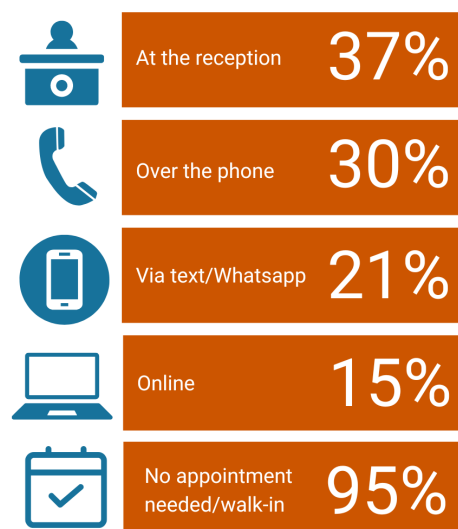 At the reception 37%
Over the phone 30%
Via text/Whatsapp 21%
Online 15%
No appointment
needed/walk-in 95%